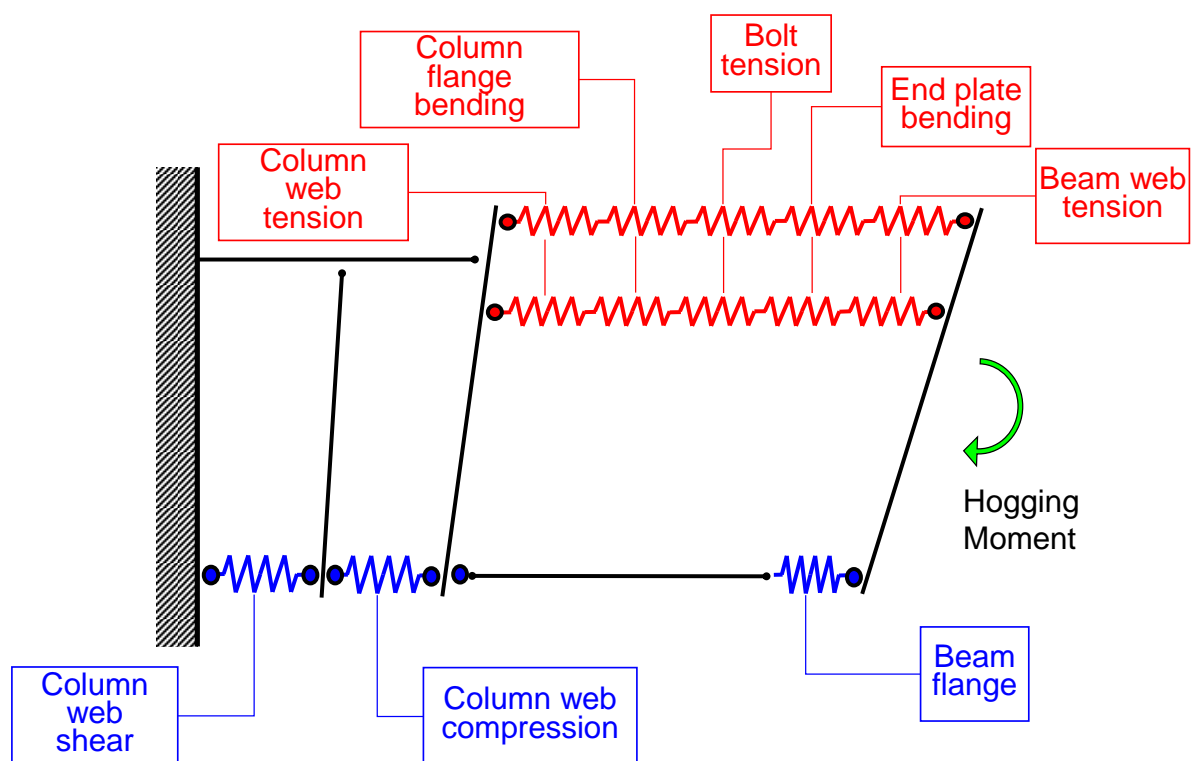 Column
flange
bending
Bolt
tension
End plate
bending
Column
web
tension
Beam web
tension
Hogging
Moment
Column
web
shear
Column web
compression
Beam
flange